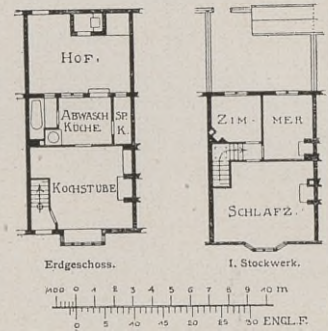 HOF.
ABWASCH
KÜCHE
SP.
K.
KOCHSTUBE
ZIM-
MER
SCHLAFZ.
Erdgeschoss.
I. Stockwerk.
100 0 1 2 3 4 5 6 7 8 9 10 m
0 5 10 15 20 25 30 ENGL.F.